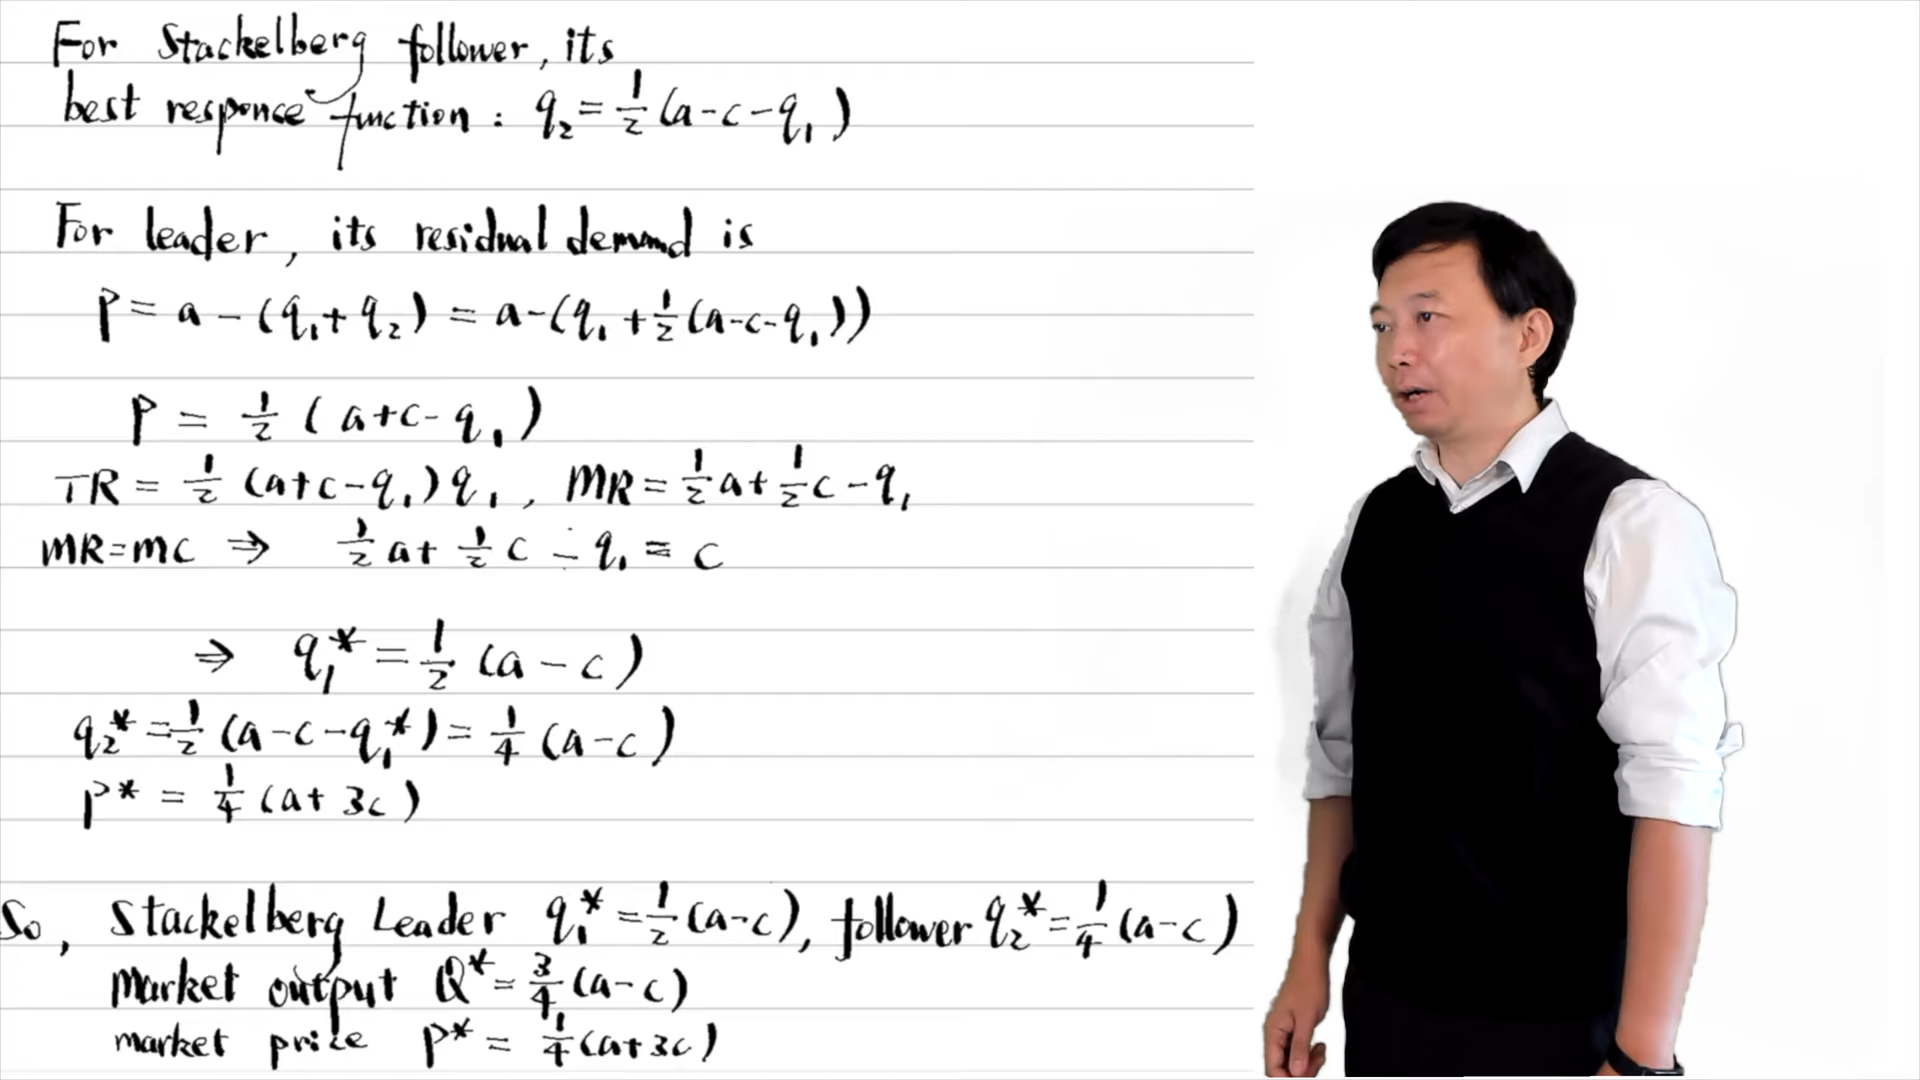 For Stackelberg follower, its
best responce function : q₂ = ½ (a - c - q₁)
For leader, its residual demand is
P = a - (q₁ + q₂) = a - (q₁ + ½ (a - c - q₁))
P = ½ (a + c - q₁)
TR = ½ (a + c - q₁) q₁ , MR = ½ a + ½ c - q₁
MR = MC ⇒ ½ a + ½ c - q₁ = c
⇒ q₁* = ½ (a - c)
q₂* = ½ (a - c - q₁*) = ¼ (a - c)
P* = ¼ (a + 3c)
So, Stackelberg Leader q₁* = ½ (a - c), follower q₂* = ¼ (a - c)
Market output Q* = ¾ (a - c)
market price P* = ¼ (a + 3c)